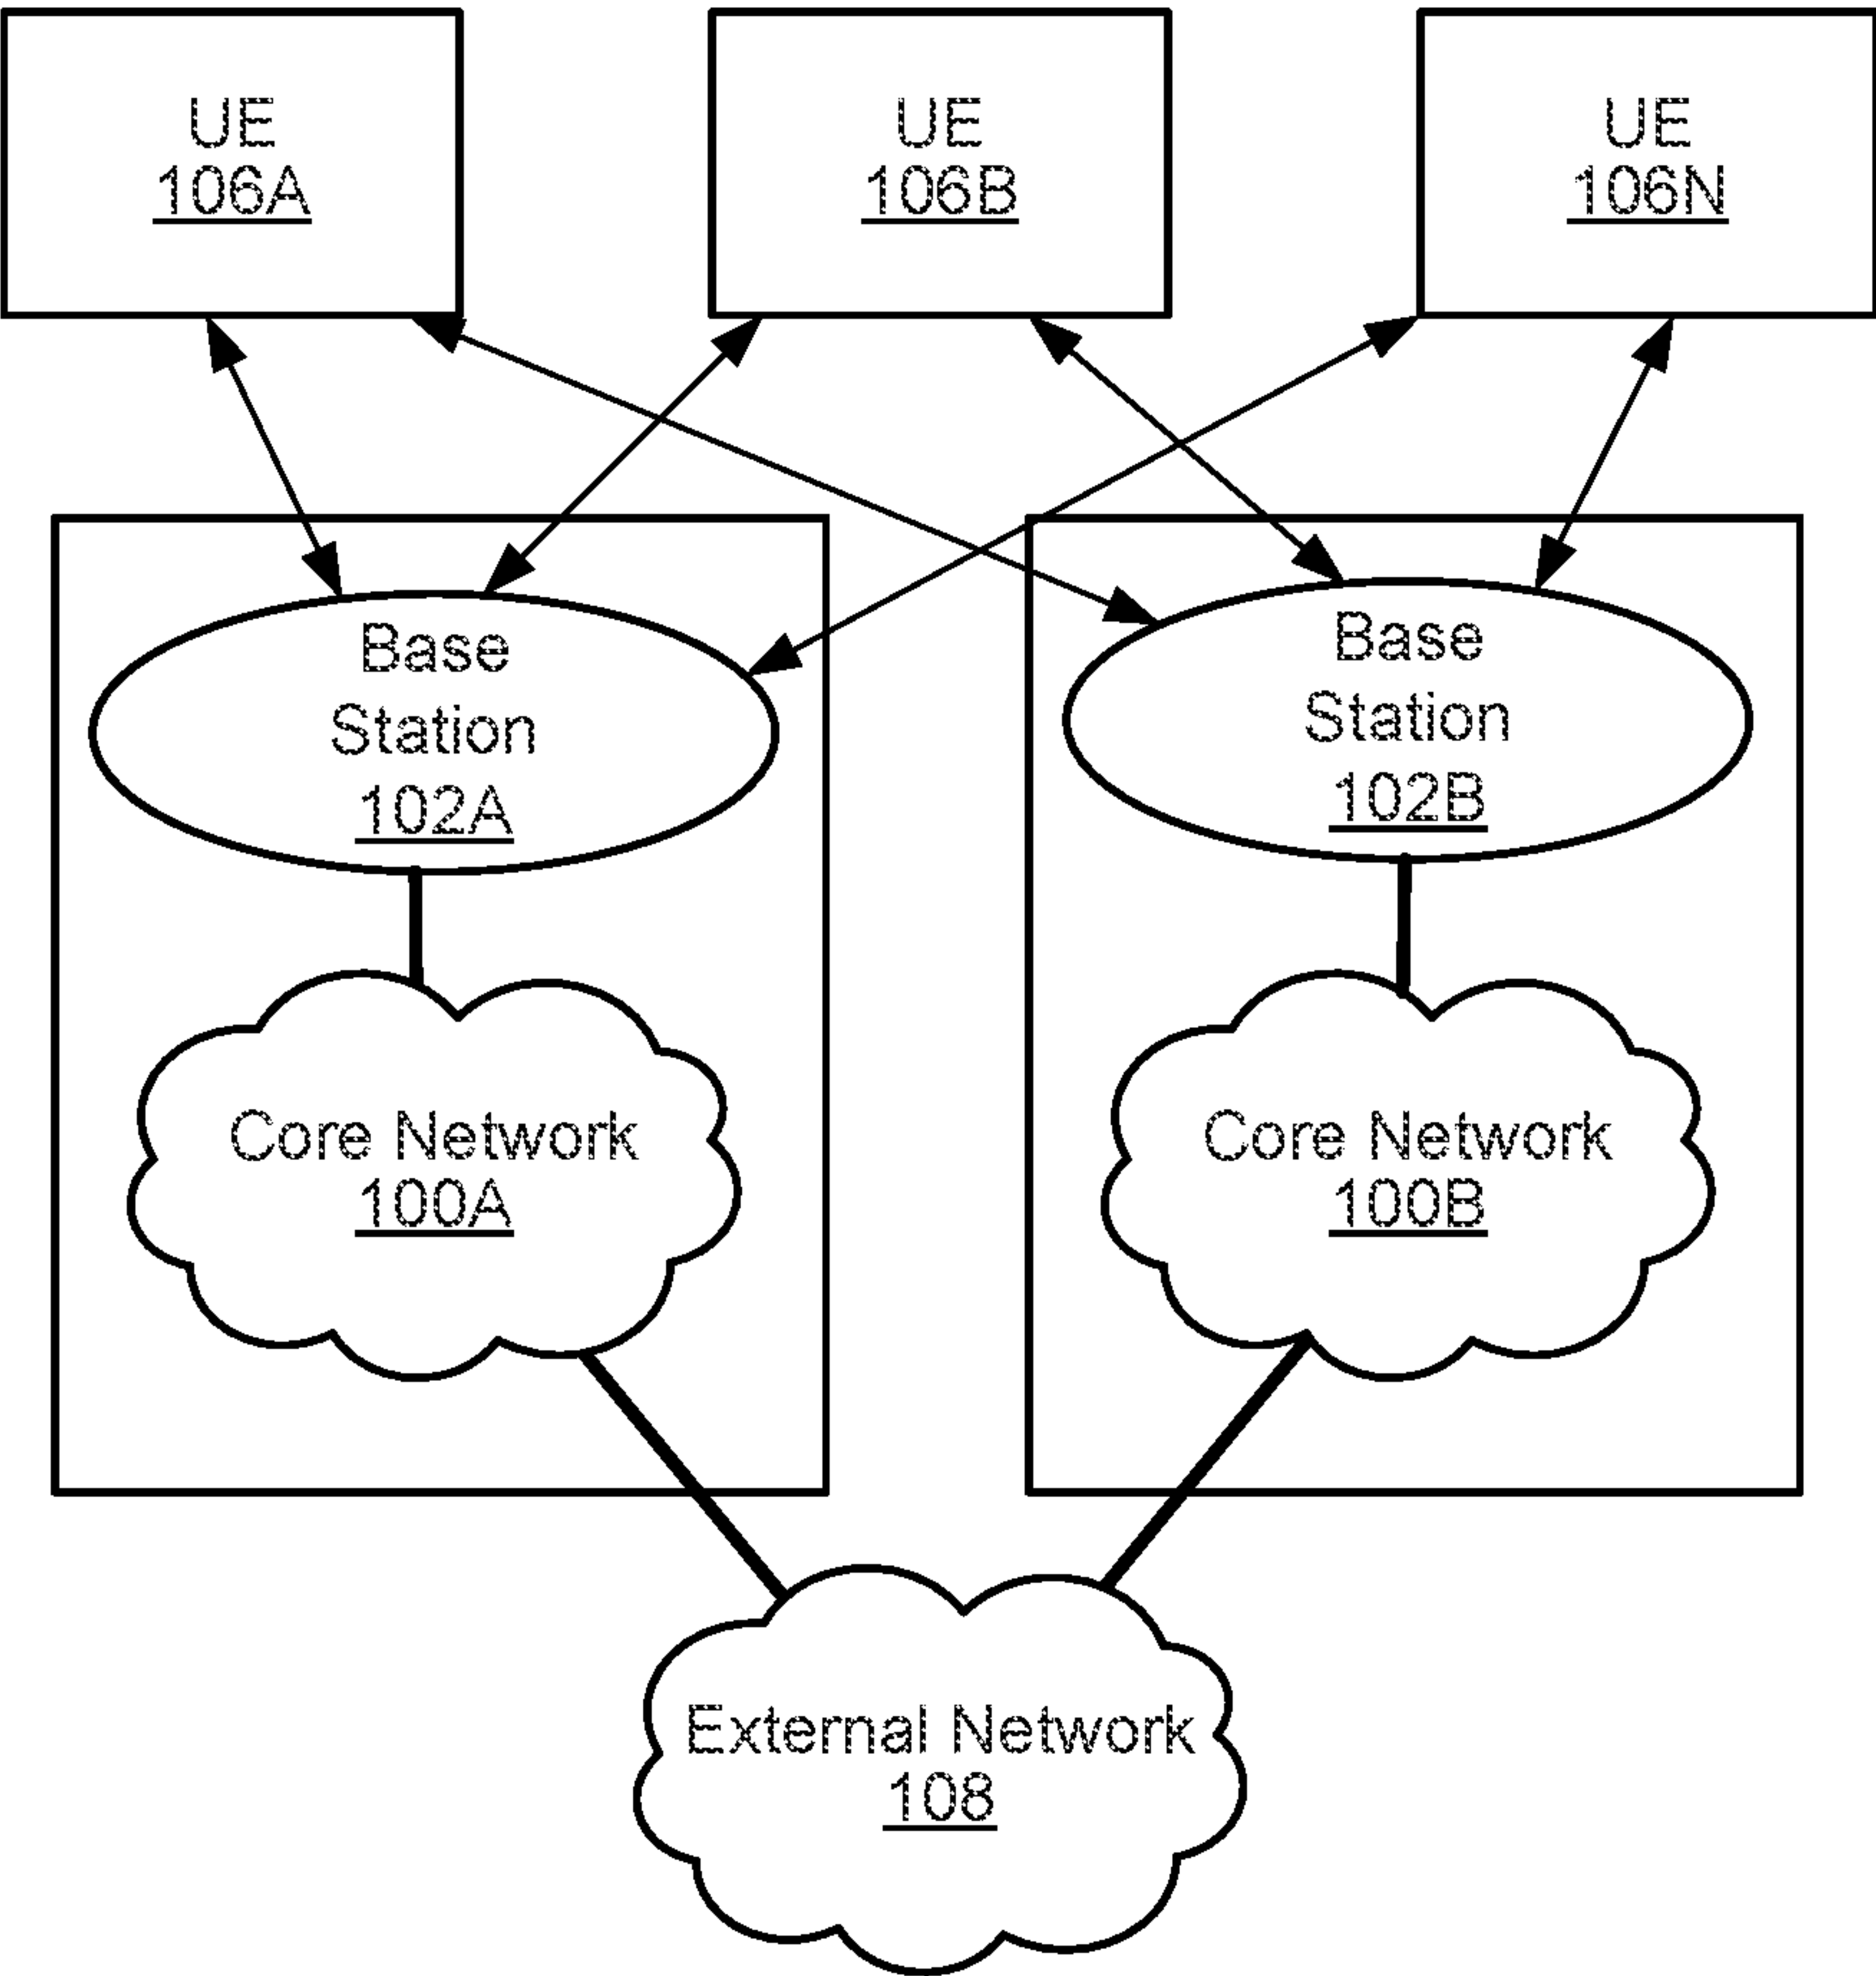 UE
106A
UE
106B
UE
106N
Base
Station
102A
Base
Station
102B
Core Network
100A
Core Network
100B
External Network
108